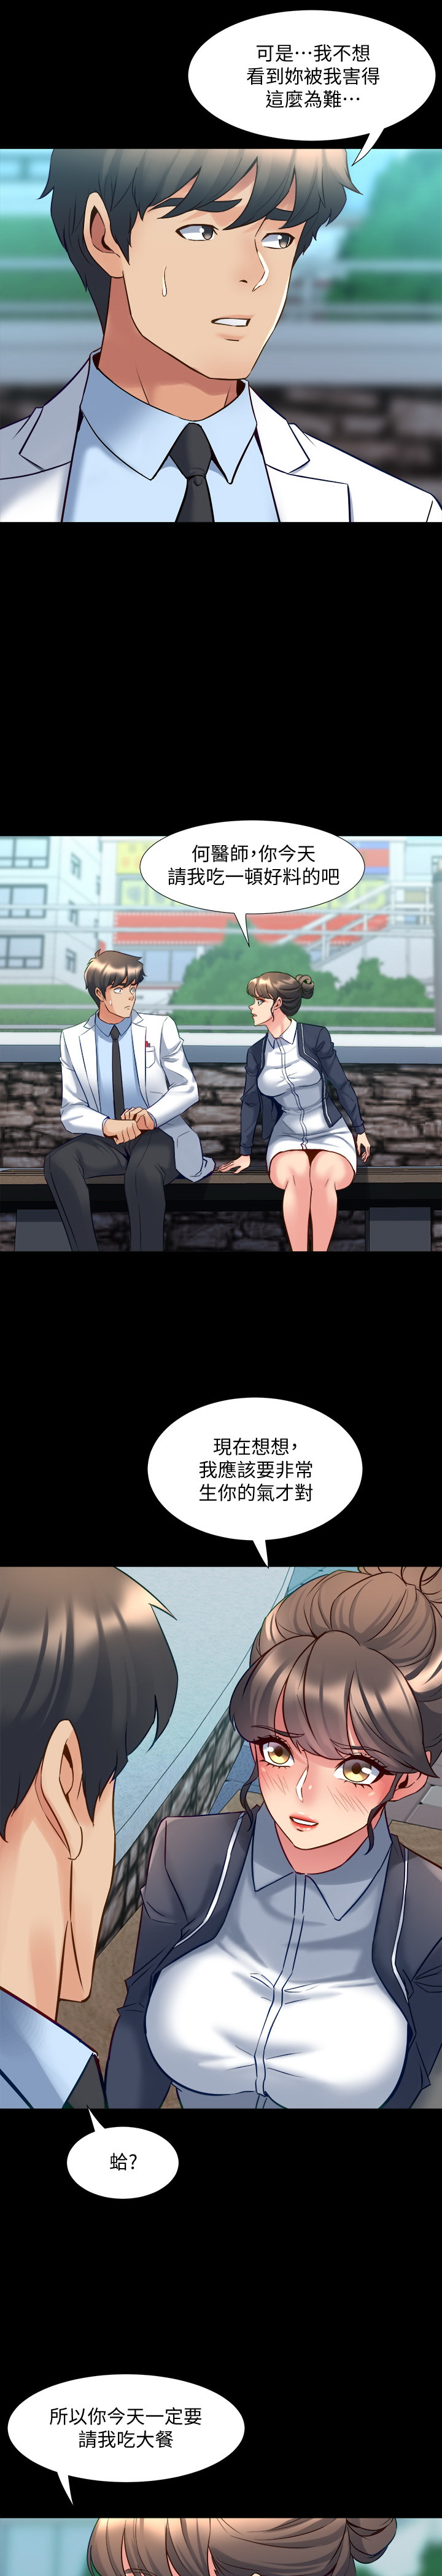 可是…我不想
看到妳被我害得
這麼為難…
何醫師，你今天
請我吃一頓好料的吧
現在想想，
我應該要非常
生你的氣才對
蛤?
所以你今天一定要
請我吃大餐